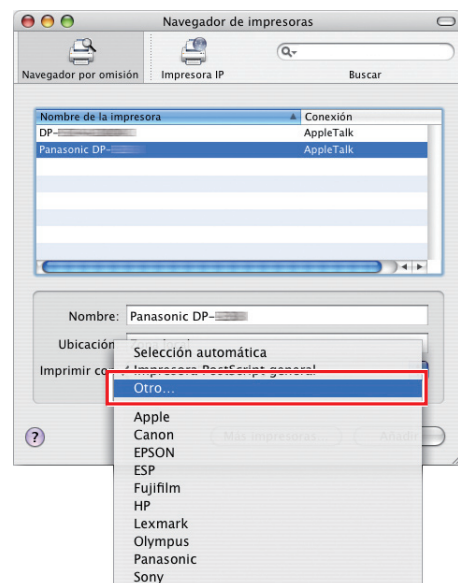 Navegador de impresoras
Navegador por omisión
Impresora IP
Buscar
Nombre de la impresora Conexión
DP- AppleTalk
Panasonic DP- AppleTalk
Nombre: Panasonic DP-
Ubicación
Imprimir co
Selección automática
Impresora PostScript general
Otro...
Apple
Canon
EPSON
ESP
Fujifilm
HP
Lexmark
Olympus
Panasonic
Sony
Más impresoras... Añadir
?